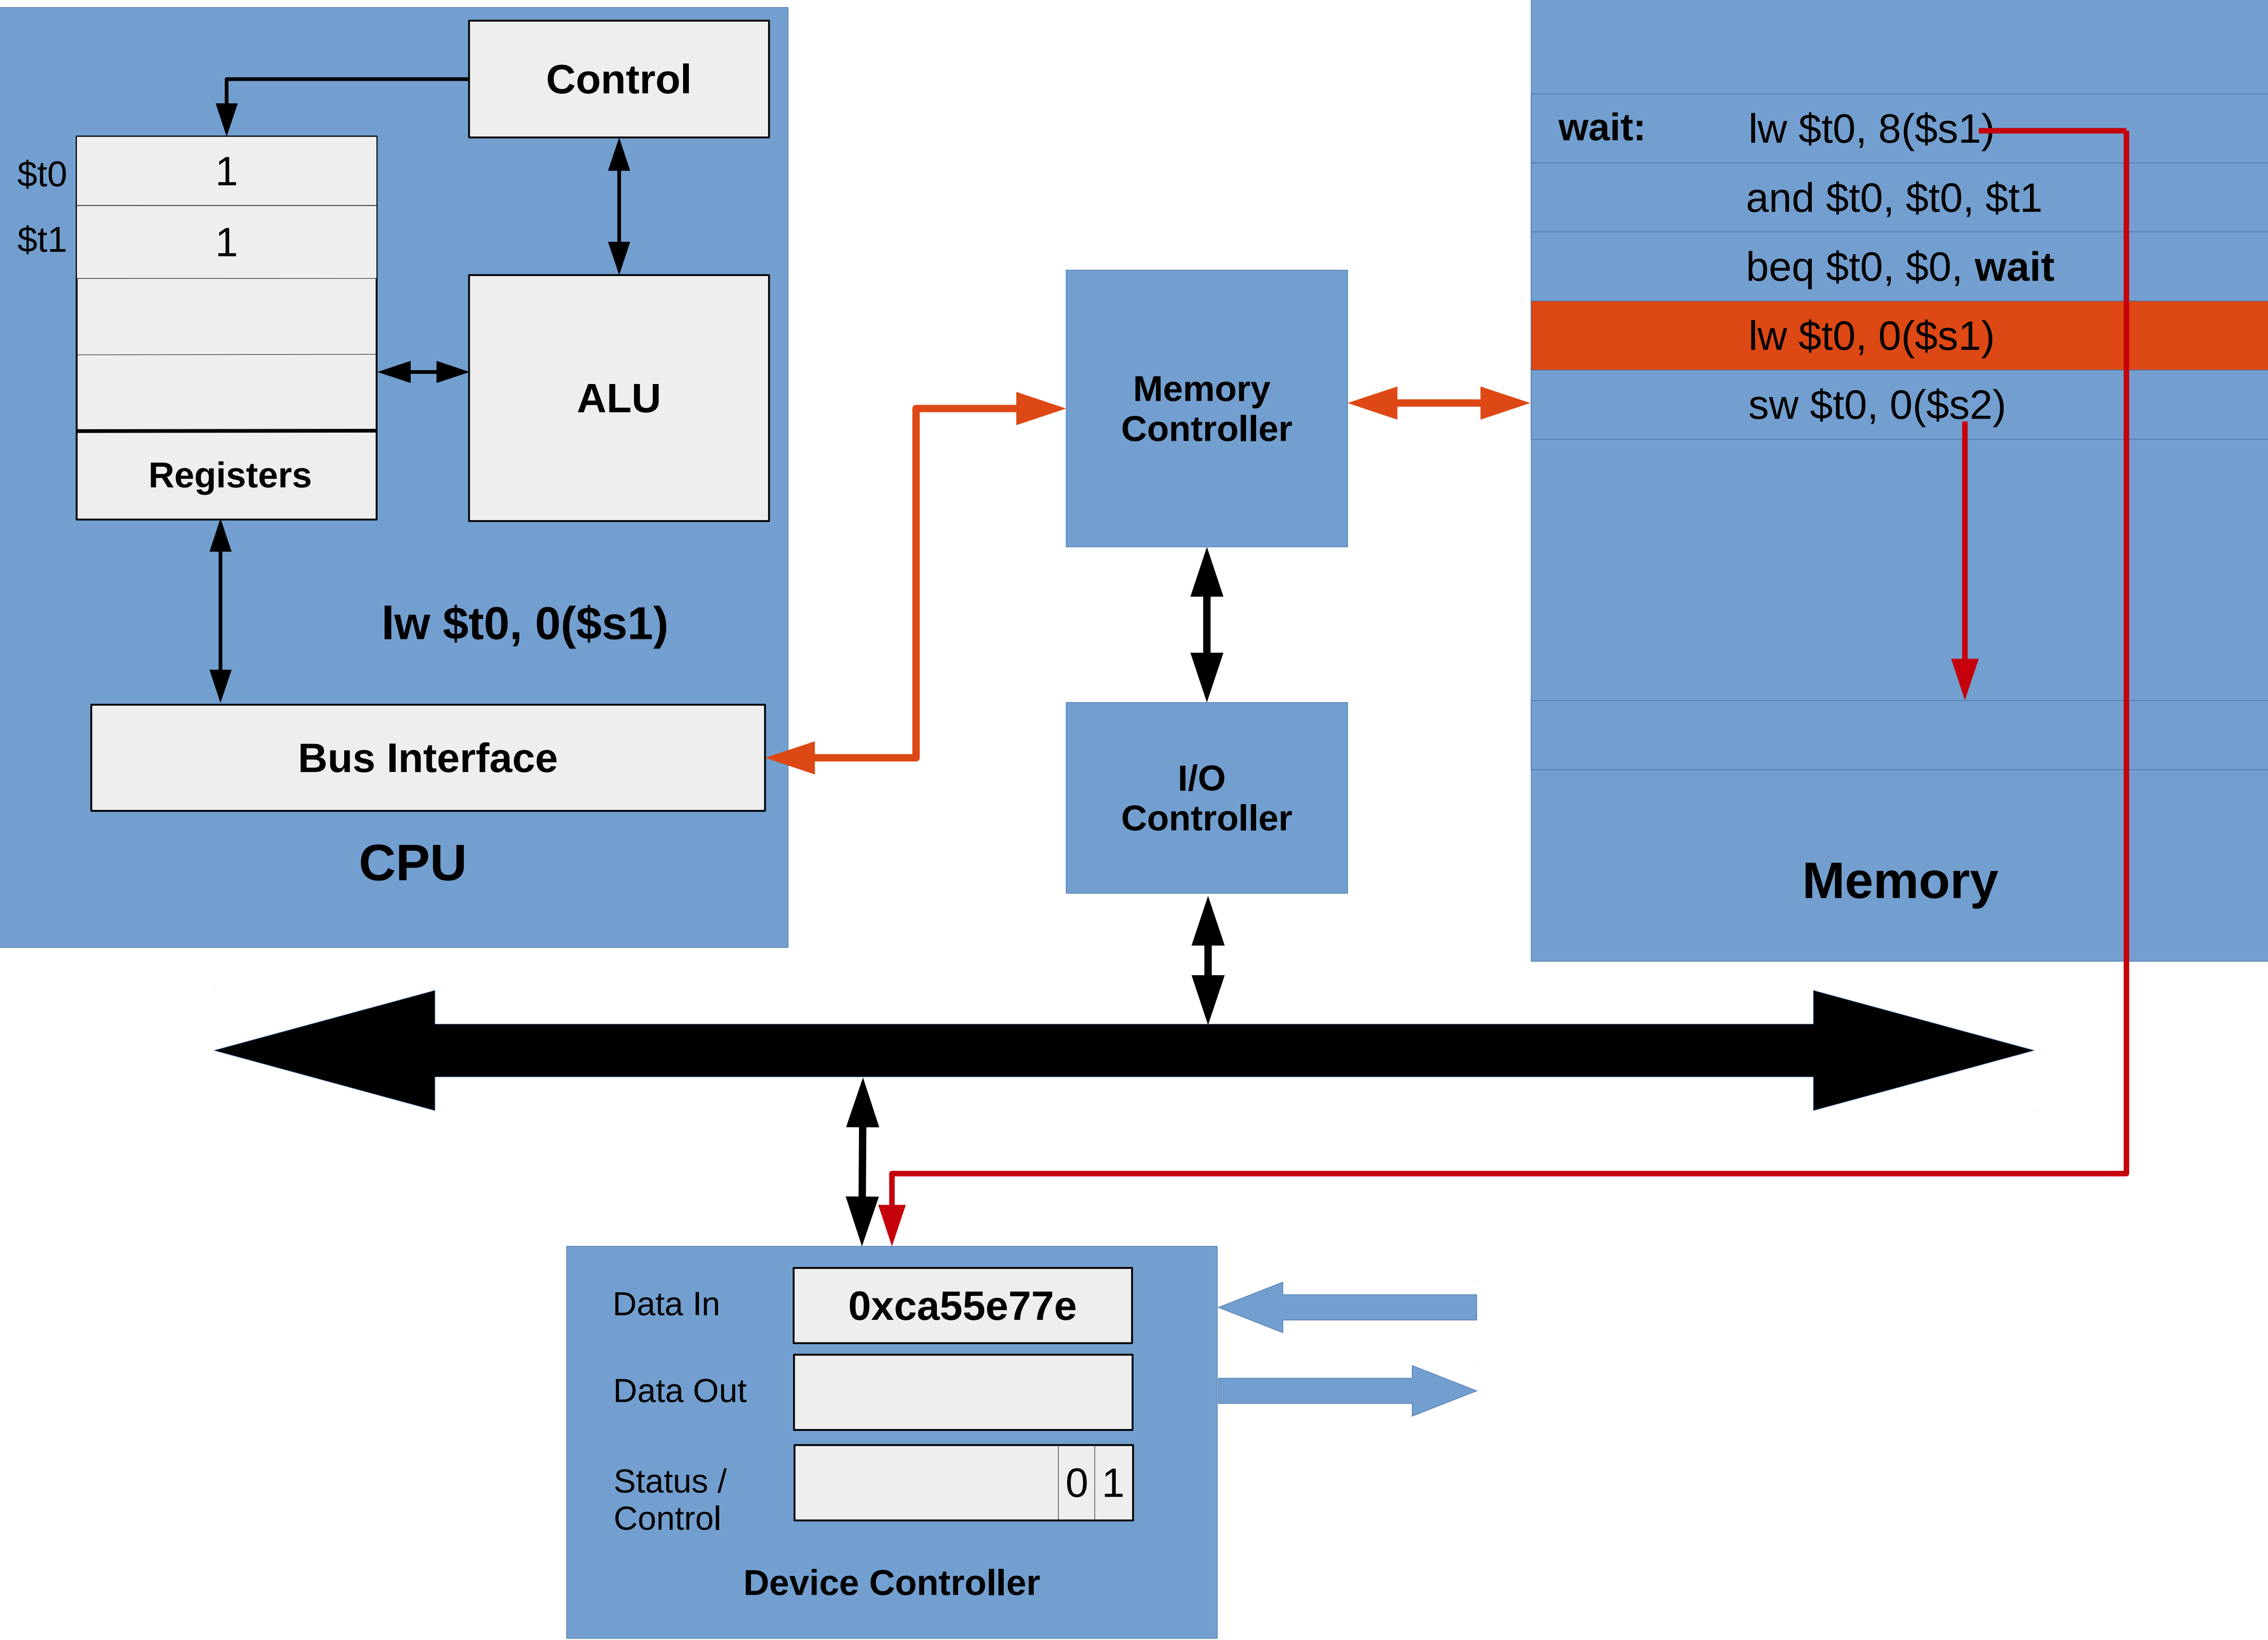 Control
$t0
1
$t1
1
ALU
Registers
lw $t0, 0($s1)
Bus Interface
CPU
Memory
Controller
I/O
Controller
wait:
lw $t0, 8($s1)
and $t0, $t0, $t1
beq $t0, $0, wait
lw $t0, 0($s1)
sw $t0, 0($s2)
Memory
Data In
0xca55e77e
Data Out
Status /
Control
0
1
Device Controller